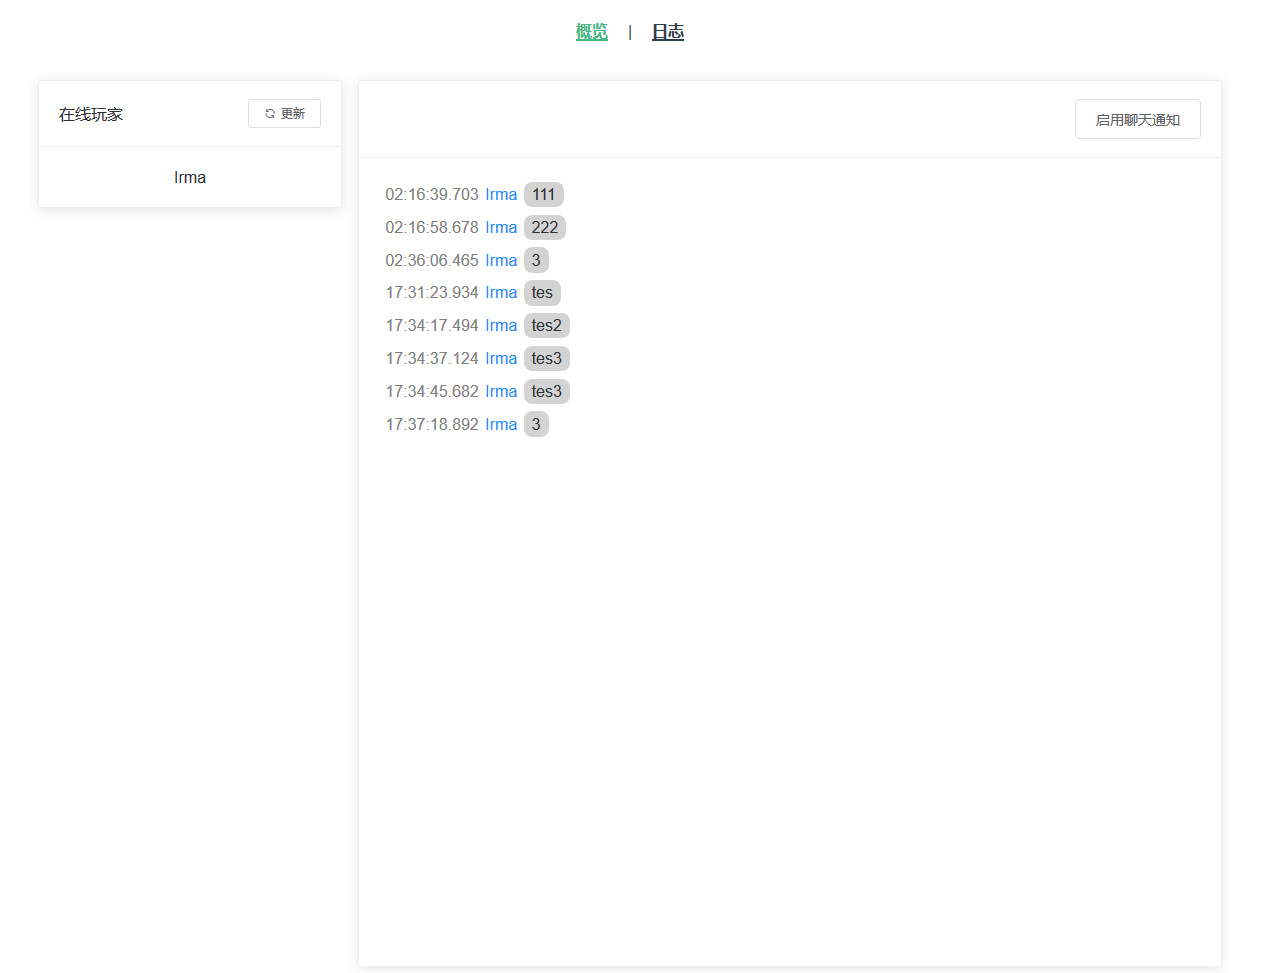 概览 | 日志
在线玩家
更新
Irma
启用聊天通知
02:16:39.703 Irma 111
02:16:58.678 Irma 222
02:36:06.465 Irma 3
17:31:23.934 Irma tes
17:34:17.494 Irma tes2
17:34:37.124 Irma tes3
17:34:45.682 Irma tes3
17:37:18.892 Irma 3